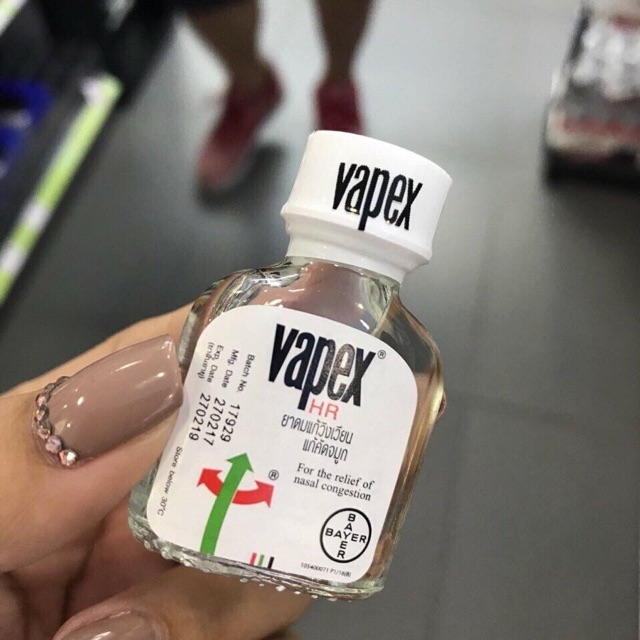 vapex
vapex®
HR
ยาดมแก้วิงเวียน
แก้คัดจมูก
For the relief of
nasal congestion
®
BAYER
BAYER
Batch No. 17939
Mfg. Date 270217
Exp. Date 270219
Store below 30°C